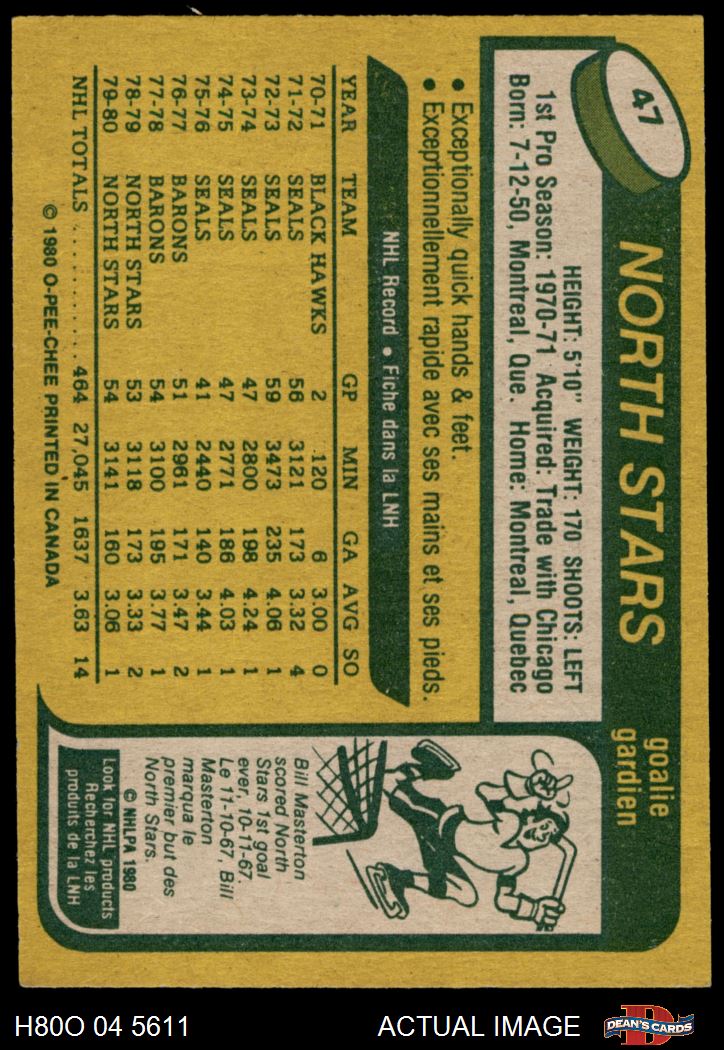 47
NORTH STARS
goalie
gardien
HEIGHT: 5'10" WEIGHT: 170 SHOOTS: LEFT
1st Pro Season: 1970-71 Acquired: Trade with Chicago
Born: 7-12-50, Montreal, Que. Home: Montreal, Quebec
• Exceptionally quick hands & feet.
• Exceptionnellement rapide avec ses mains et ses pieds.
NHL Record • Fiche dans la LNH
YEAR TEAM GP MIN GA AVG SO
70-71 BLACK HAWKS 2 120 6 3.00 0
71-72 SEALS 56 3121 173 3.32 4
72-73 SEALS 59 3473 235 4.06 1
73-74 SEALS 47 2800 198 4.24 1
74-75 SEALS 47 2771 186 4.03 1
75-76 SEALS 41 2440 140 3.44 1
76-77 BARONS 51 2961 171 3.47 2
77-78 BARONS 54 3100 195 3.77 1
78-79 NORTH STARS 53 3118 173 3.33 2
79-80 NORTH STARS 54 3141 160 3.06 1
NHL TOTALS .......... 464 27,045 1637 3.63 14
© 1980 O-PEE-CHEE PRINTED IN CANADA
Bill Masterton
scored North
Stars 1st goal
ever, 10-11-67.
Le 11-10-67, Bill
Masterton
marqua le
premier but des
North Stars.
© NHLPA 1980
Look for NHL products
Recherchez les
produits de la LNH
H80O 04 5611
ACTUAL IMAGE
D
DEAN'S CARDS